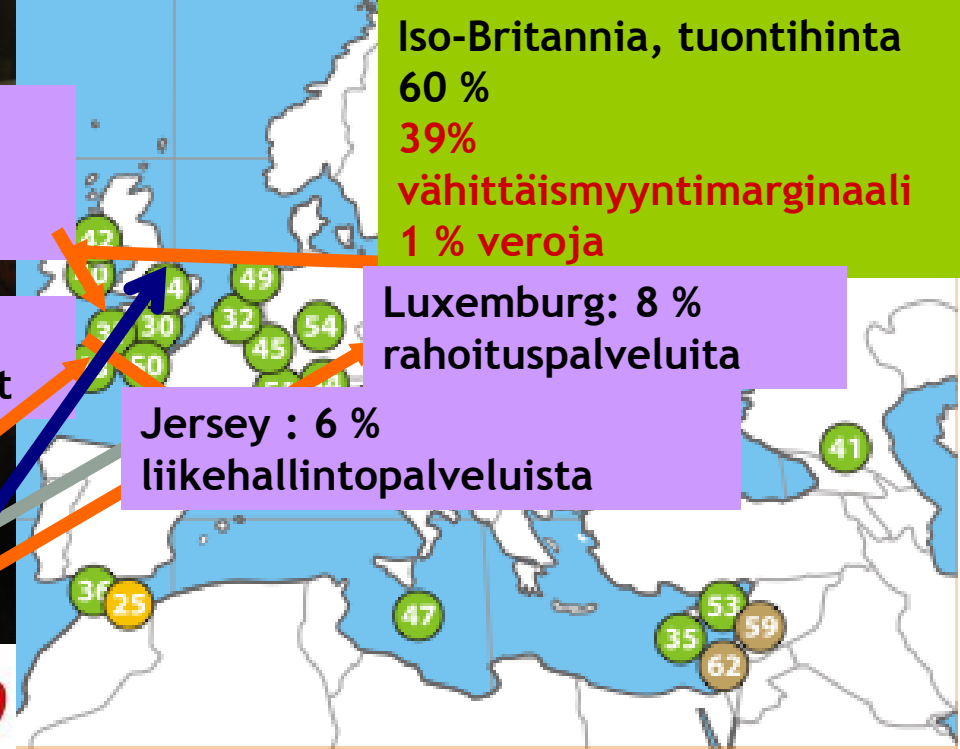 Iso-Britannia, tuontihinta
60 %
39%
vähittäismyyntimarginaali
1 % veroja
Luxemburg: 8 %
rahoituspalveluita
t
Jersey : 6 %
liikehallintopalveluista
42
49
32
30
54
45
50
41
36
25
47
53
59
35
62